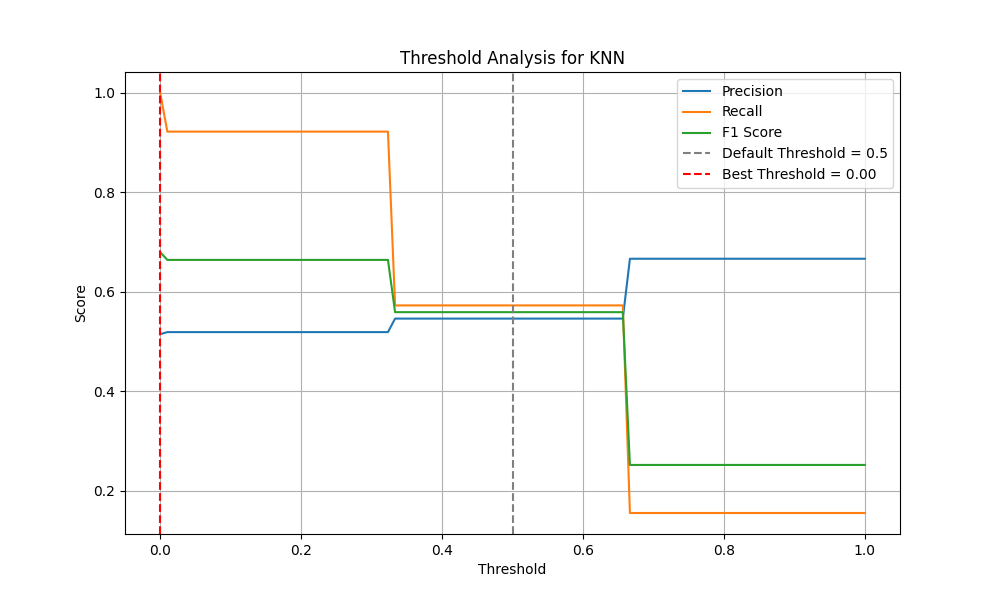 Threshold Analysis for KNN
Precision
Recall
F1 Score
Default Threshold = 0.5
Best Threshold = 0.00
Score
1.0
0.8
0.6
0.4
0.2
0.0 0.2 0.4 0.6 0.8 1.0
Threshold